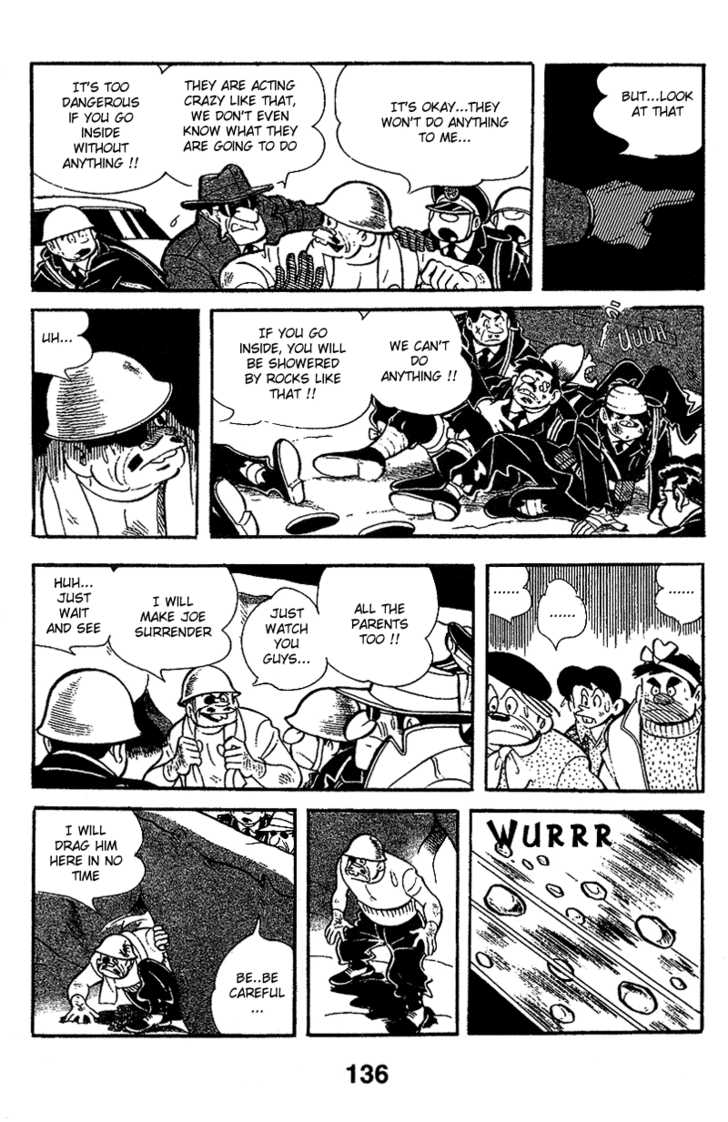 IT'S TOO
DANGEROUS
IF YOU GO
INSIDE
WITHOUT
ANYTHING !!
THEY ARE ACTING
CRAZY LIKE THAT,
WE DON'T EVEN
KNOW WHAT THEY
ARE GOING TO DO
IT'S OKAY...THEY
WON'T DO ANYTHING
TO ME...
BUT...LOOK
AT THAT
UH...
IF YOU GO
INSIDE, YOU WILL
BE SHOWERED
BY ROCKS LIKE
THAT !!
WE CAN'T
DO
ANYTHING !!
UUUH
HUH...
JUST
WAIT
AND SEE
I WILL
MAKE JOE
SURRENDER
JUST
WATCH
YOU
GUYS...
ALL THE
PARENTS
TOO !!
......
......
......
I WILL
DRAG HIM
HERE IN NO
TIME
BE..BE
CAREFUL
...
WURRR
136